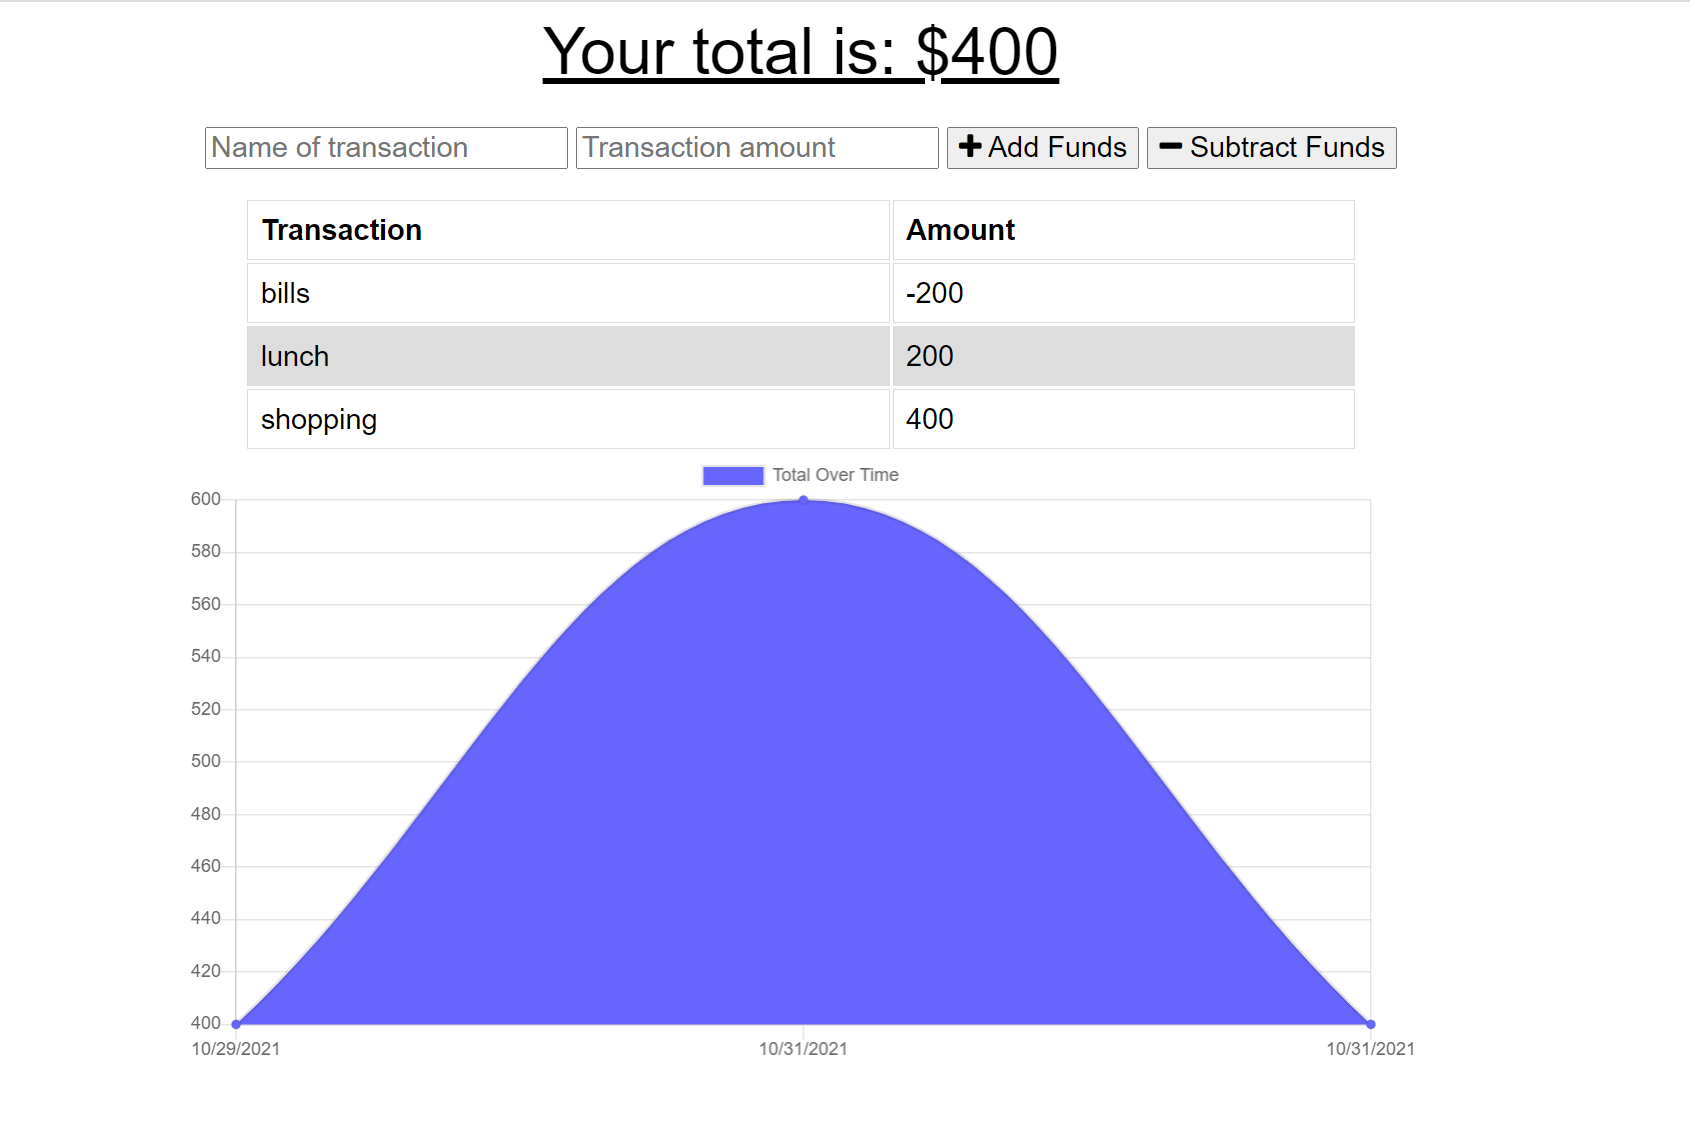 Your total is: $400
Name of transaction Transaction amount Add Funds Subtract Funds
Transaction Amount
bills -200
lunch 200
shopping 400
Total Over Time
600
580
560
540
520
500
480
460
440
420
400
10/29/2021 10/31/2021 10/31/2021